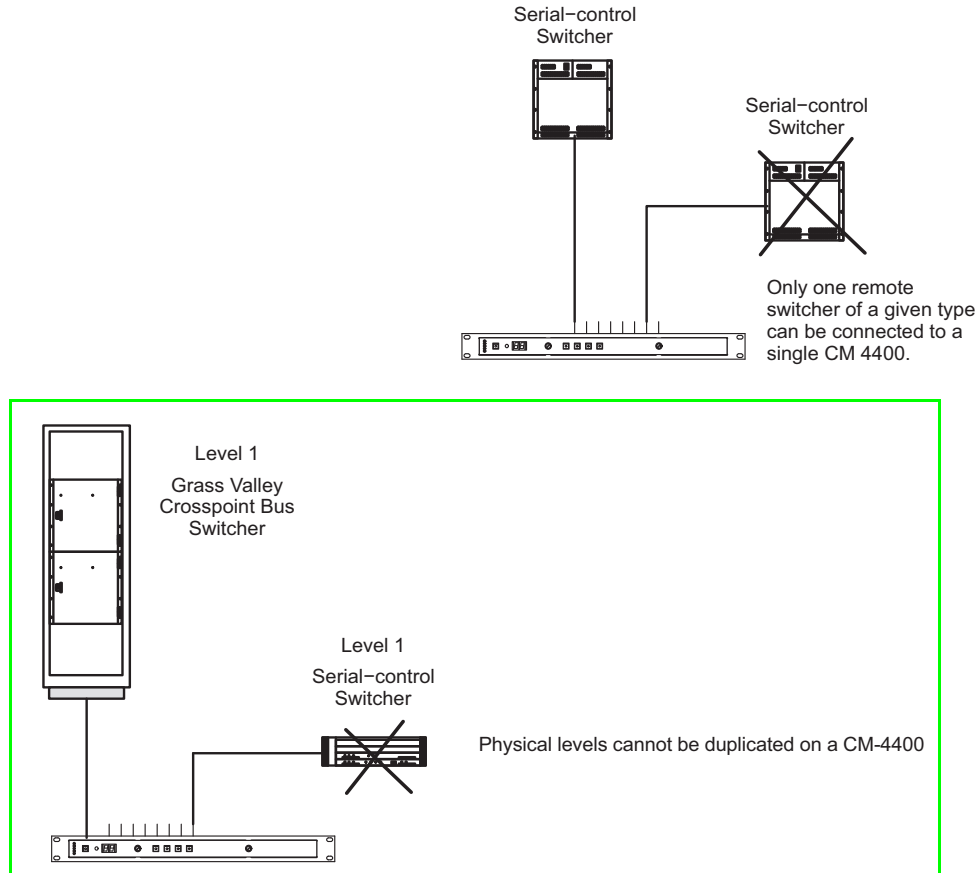 Serial−control
Switcher
Serial−control
Switcher
Only one remote
switcher of a given type
can be connected to a
single CM 4400.
Level 1
Grass Valley
Crosspoint Bus
Switcher
Level 1
Serial−control
Switcher
Physical levels cannot be duplicated on a CM-4400